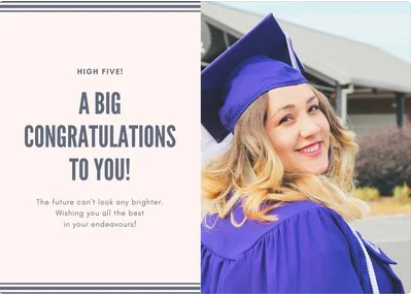 HIGH FIVE!
A BIG
CONGRATULATIONS
TO YOU!
The future can't look any brighter.
Wishing you all the best
in your endeavours!